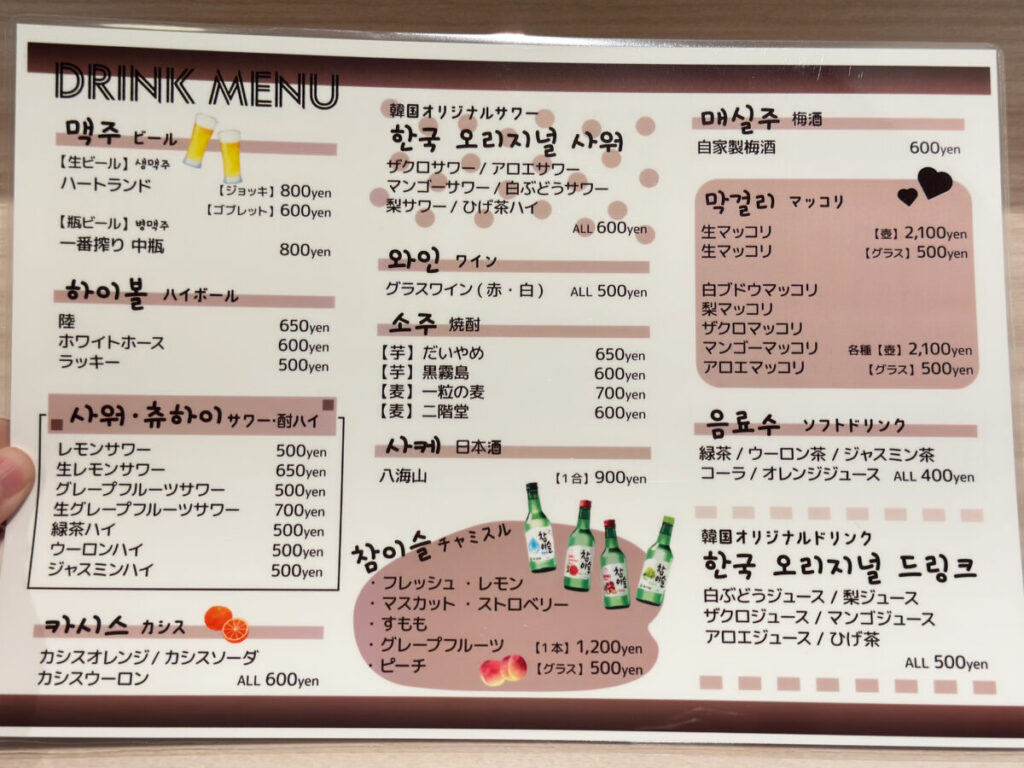 DRINK MENU
맥주 ビール
【生ビール】생맥주
ハートランド 【ジョッキ】800yen
【ゴブレット】600yen
【瓶ビール】병맥주
一番搾り 中瓶 800yen
하이볼 ハイボール
陸 650yen
ホワイトホース 600yen
ラッキー 500yen
사워・츄하이 サワー・酎ハイ
レモンサワー 500yen
生レモンサワー 650yen
グレープフルーツサワー 500yen
生グレープフルーツサワー 700yen
緑茶ハイ 500yen
ウーロンハイ 500yen
ジャスミンハイ 500yen
카시스 カシス
カシスオレンジ / カシスソーダ
カシスウーロン ALL 600yen
韓国オリジナルサワー
한국 오리지널 사워
ザクロサワー / アロエサワー
マンゴーサワー / 白ぶどうサワー
梨サワー / ひげ茶ハイ
ALL 600yen
와인 ワイン
グラスワイン ( 赤・白 ) ALL 500yen
소주 焼酎
【芋】だいやめ 650yen
【芋】黒霧島 600yen
【麦】一粒の麦 700yen
【麦】二階堂 600yen
사케 日本酒
八海山 【1合】900yen
참이슬 チャミスル
・フレッシュ ・レモン
・マスカット ・ストロベリー
・すもも
・グレープフルーツ 【1本】1,200yen
・ピーチ 【グラス】500yen
참이슬
참이슬
참이슬
참이슬
매실주 梅酒
自家製梅酒 600yen
막걸리 マッコリ
生マッコリ 【壺】2,100yen
生マッコリ 【グラス】500yen
白ブドウマッコリ
梨マッコリ
ザクロマッコリ
マンゴーマッコリ 各種【壺】2,100yen
アロエマッコリ 【グラス】500yen
음료수 ソフトドリンク
緑茶 / ウーロン茶 / ジャスミン茶
コーラ / オレンジジュース ALL 400yen
韓国オリジナルドリンク
한국 오리지널 드링크
白ぶどうジュース / 梨ジュース
ザクロジュース / マンゴジュース
アロエジュース / ひげ茶
ALL 500yen